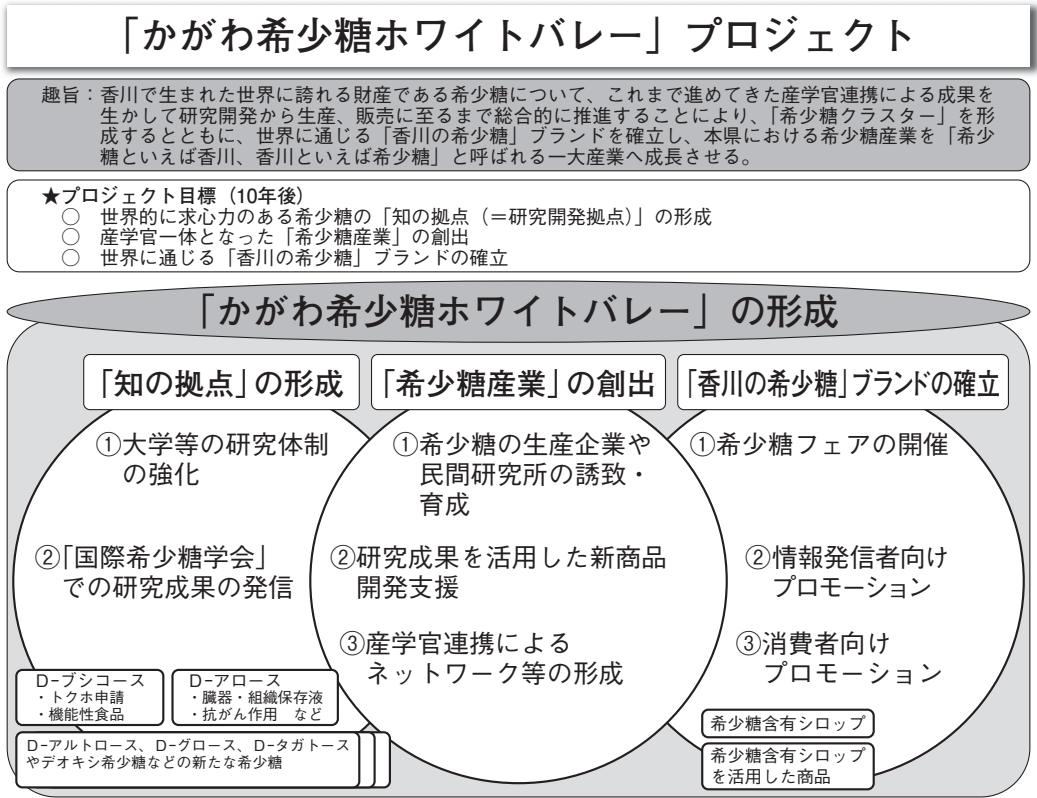 「かがわ希少糖ホワイトバレー」プロジェクト
趣旨：香川で生まれた世界に誇れる財産である希少糖について、これまで進めてきた産学官連携による成果を
生かして研究開発から生産、販売に至るまで総合的に推進することにより、「希少糖クラスター」を形
成するとともに、世界に通じる「香川の希少糖」ブランドを確立し、本県における希少糖産業を「希少
糖といえば香川、香川といえば希少糖」と呼ばれる一大産業へ成長させる。
★プロジェクト目標（10年後）
○ 世界的に求心力のある希少糖の「知の拠点（＝研究開発拠点）」の形成
○ 産学官一体となった「希少糖産業」の創出
○ 世界に通じる「香川の希少糖」ブランドの確立
「かがわ希少糖ホワイトバレー」の形成
「知の拠点」の形成
①大学等の研究体制
の強化
②「国際希少糖学会」
での研究成果の発信
D-プシコース
・トクホ申請
・機能性食品
D-アロース
・臓器・組織保存液
・抗がん作用 など
D-アルトロース、D-グロース、D-タガトース
やデオキシ希少糖などの新たな希少糖
「希少糖産業」の創出
①希少糖の生産企業や
民間研究所の誘致・
育成
②研究成果を活用した新商品
開発支援
③産学官連携による
ネットワーク等の形成
「香川の希少糖」ブランドの確立
①希少糖フェアの開催
②情報発信者向け
プロモーション
③消費者向け
プロモーション
希少糖含有シロップ
希少糖含有シロップ
を活用した商品